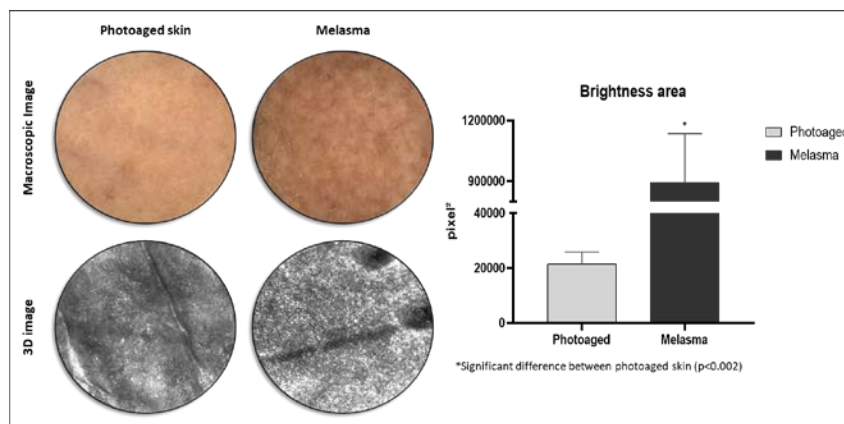 Photoaged skin
Melasma
Macroscopic Image
3D image
Brightness area
1200000
900000
40000
20000
0
pixel²
Photoaged
Melasma
Photoaged
Melasma
*
*Significant difference between photoaged skin (p<0.002)